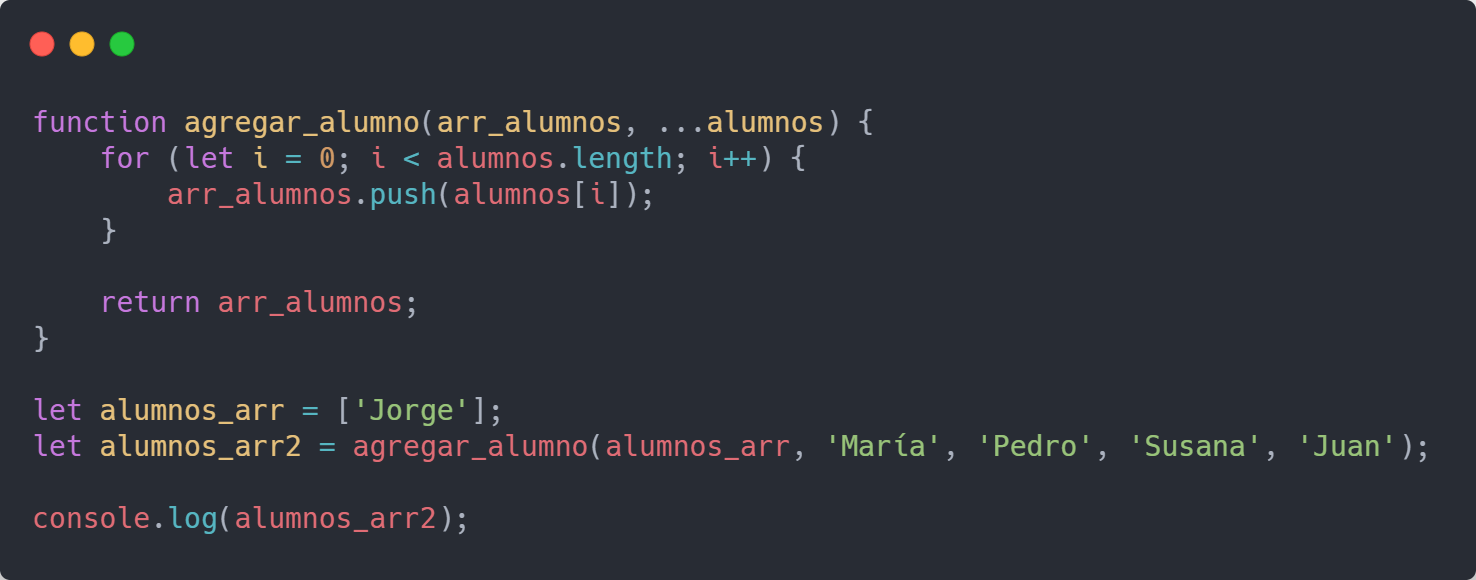 function agregar_alumno(arr_alumnos, ...alumnos) {
    for (let i = 0; i < alumnos.length; i++) {
        arr_alumnos.push(alumnos[i]);
    }

    return arr_alumnos;
}

let alumnos_arr = ['Jorge'];
let alumnos_arr2 = agregar_alumno(alumnos_arr, 'María', 'Pedro', 'Susana', 'Juan');

console.log(alumnos_arr2);